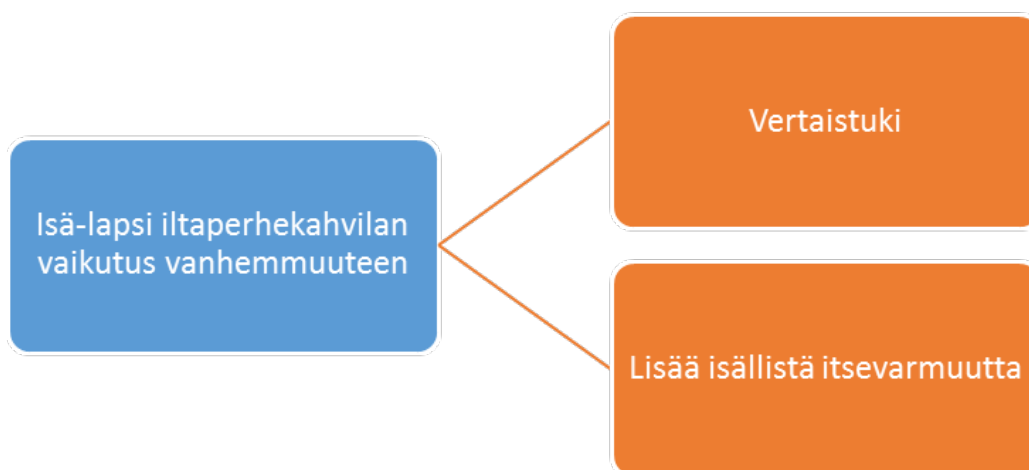 Isä-lapsi iltaperhekahvilan
vaikutus vanhemmuuteen
Vertaistuki
Lisää isällistä itsevarmuutta